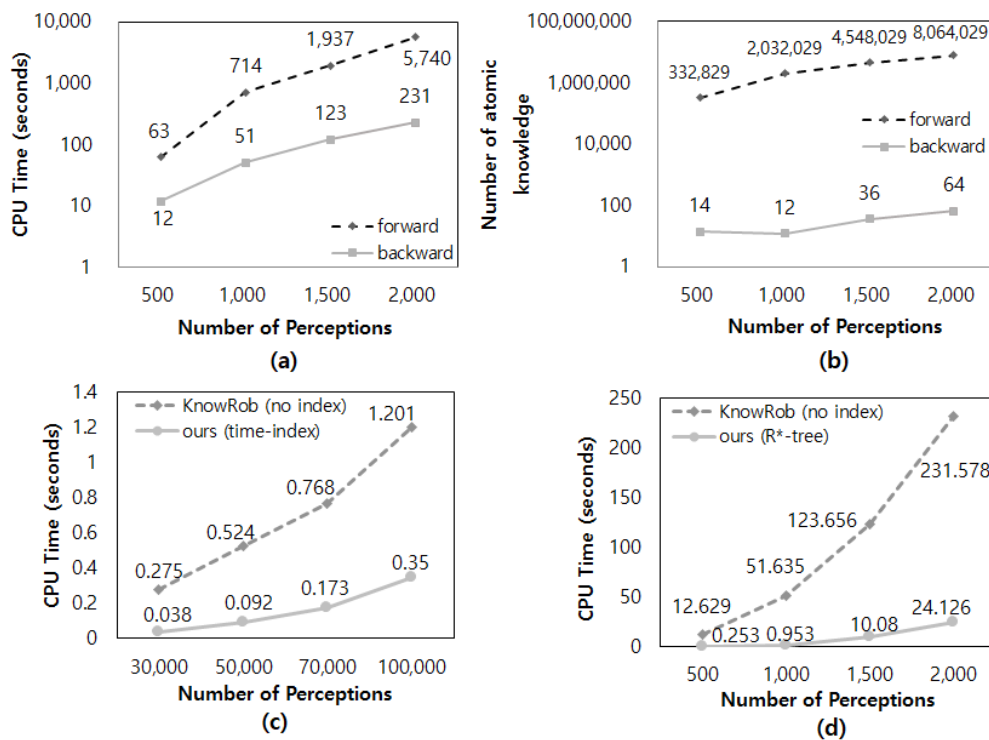 10,000
1,000
100
10
1
CPU Time (seconds)
63
714
1,937
5,740
12
51
123
231
forward
backward
500 1,000 1,500 2,000
Number of Perceptions
(a)
100,000,000
1,000,000
10,000
100
1
Number of atomic
knowledge
332,829
2,032,029
4,548,029
8,064,029
forward
backward
14
12
36
64
500 1,000 1,500 2,000
Number of Perceptions
(b)
1.4
1.2
1
0.8
0.6
0.4
0.2
0
CPU Time (seconds)
KnowRob (no index)
ours (time-index)
0.275
0.524
0.768
1.201
0.038
0.092
0.173
0.35
30,000 50,000 70,000 100,000
Number of Perceptions
(c)
250
200
150
100
50
0
CPU Time (seconds)
KnowRob (no index)
ours (R*-tree)
12.629
51.635
123.656
231.578
0.253
0.953
10.08
24.126
500 1,000 1,500 2,000
Number of Perceptions
(d)